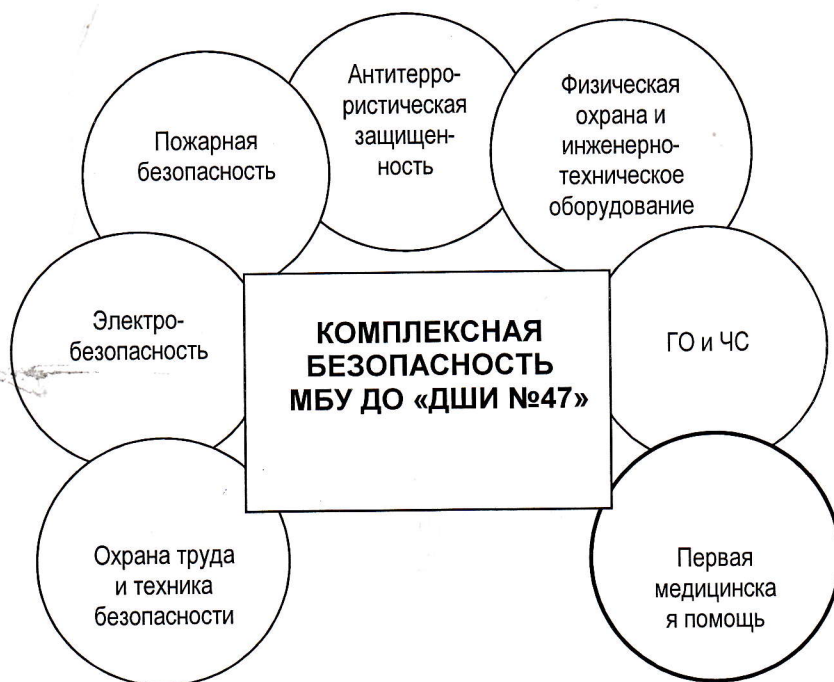 Антитерро-
ристическая
защищен-
ность
Физическая
охрана и
инженерно-
техническое
оборудование
Пожарная
безопасность
Электро-
безопасность
КОМПЛЕКСНАЯ
БЕЗОПАСНОСТЬ
МБУ ДО «ДШИ №47»
ГО и ЧС
Охрана труда
и техника
безопасности
Первая
медицинска
я помощь